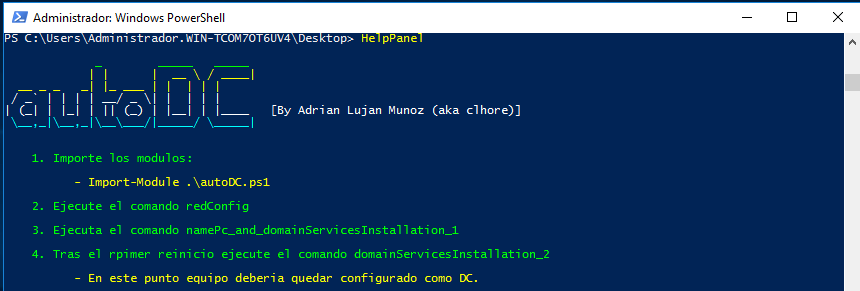 Administrador: Windows PowerShell
PS C:\Users\Administrador.WIN-TCOM7OT6UV4\Desktop> HelpPanel
autoDC
[By Adrian Lujan Munoz (aka clhore)]
1. Importe los modulos:
- Import-Module .\autoDC.ps1
2. Ejecute el comando redConfig
3. Ejecuta el comando namePc_and_domainServicesInstallation_1
4. Tras el rpimer reinicio ejecute el comando domainServicesInstallation_2
- En este punto equipo deberia quedar configurado como DC.